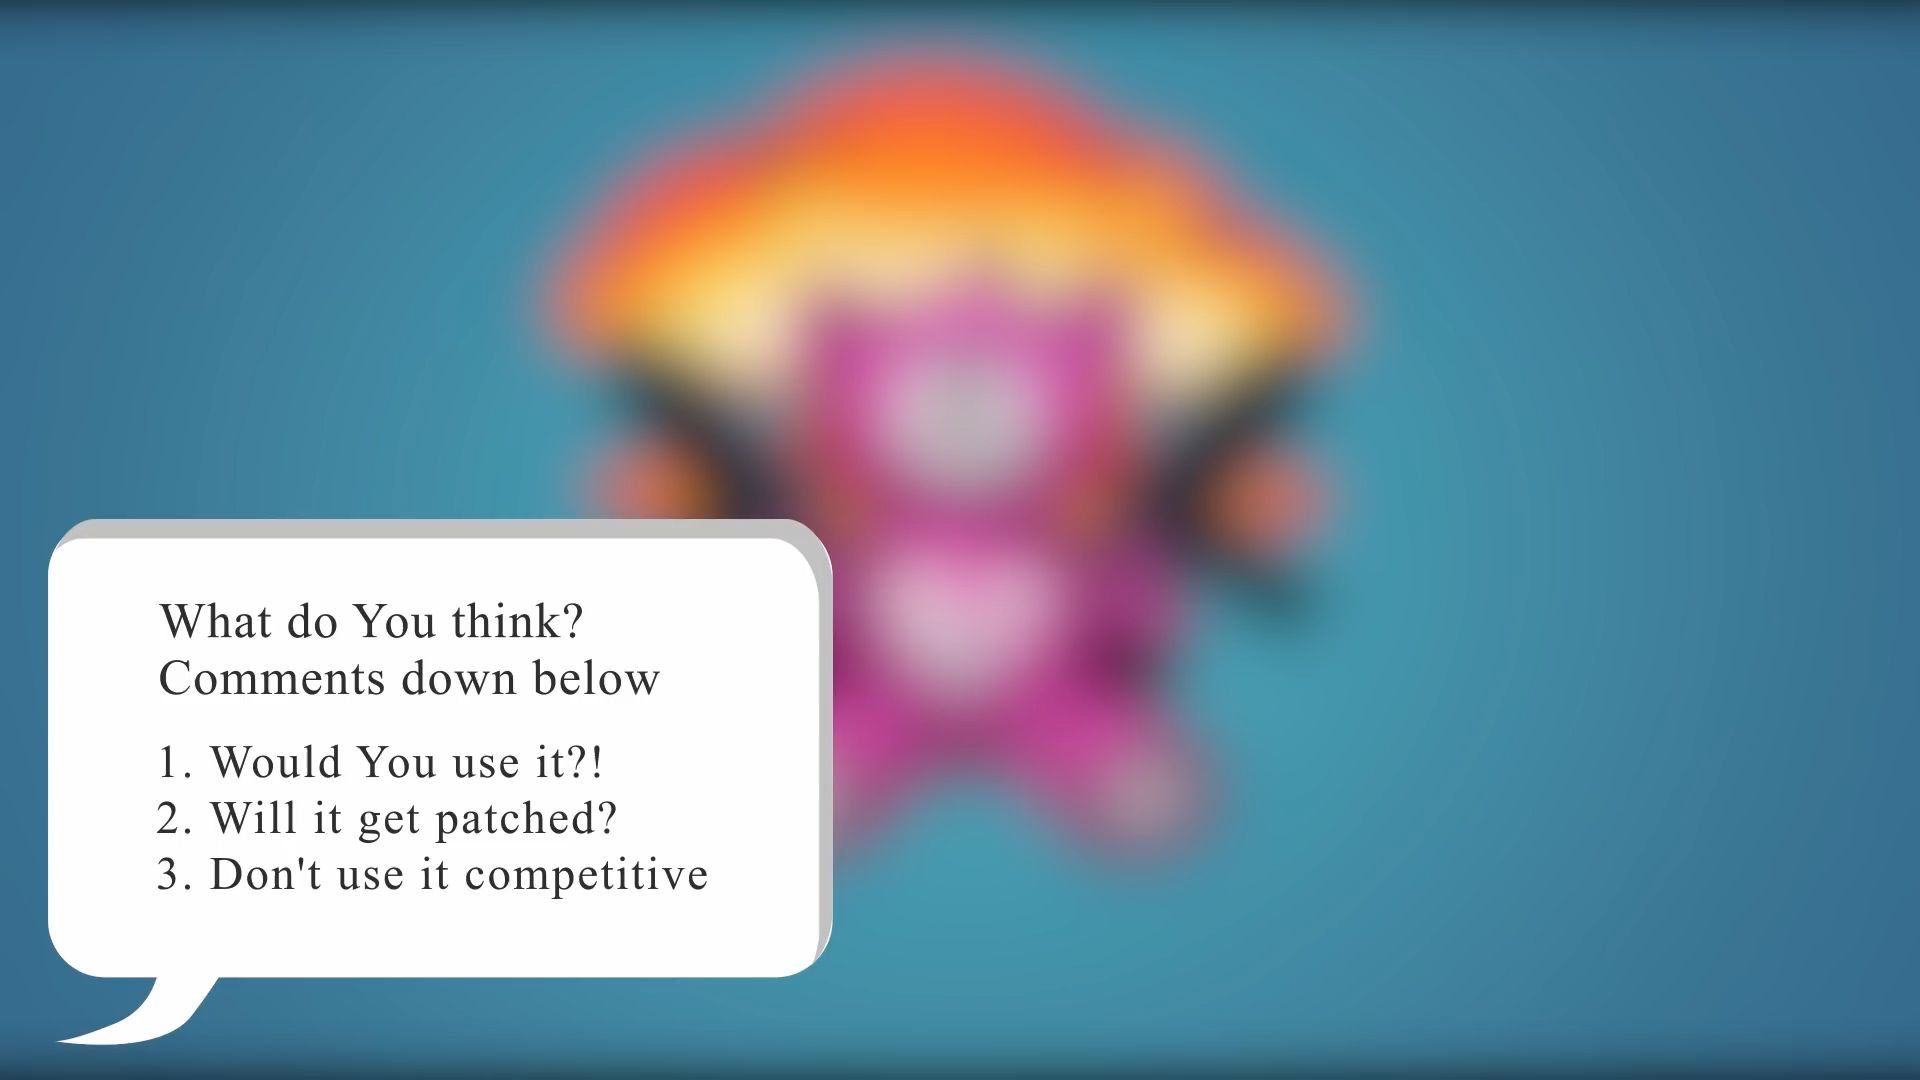 What do You think?
Comments down below
1. Would You use it?!
2. Will it get patched?
3. Don't use it competitive